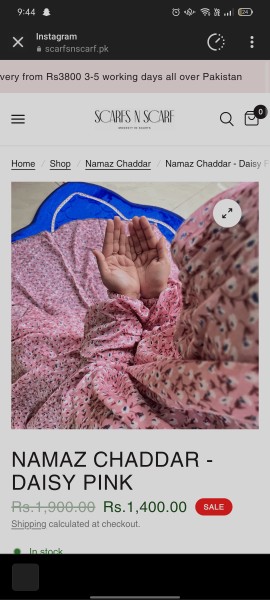 9:44
Instagram
scarfsnscarf.pk
very from Rs3800 3-5 working days all over Pakistan
SCARFS N SCARF
0
Home / Shop / Namaz Chaddar / Namaz Chaddar - Daisy P
NAMAZ CHADDAR -
DAISY PINK
Rs.1,900.00 Rs.1,400.00 SALE
Shipping calculated at checkout.
In stock